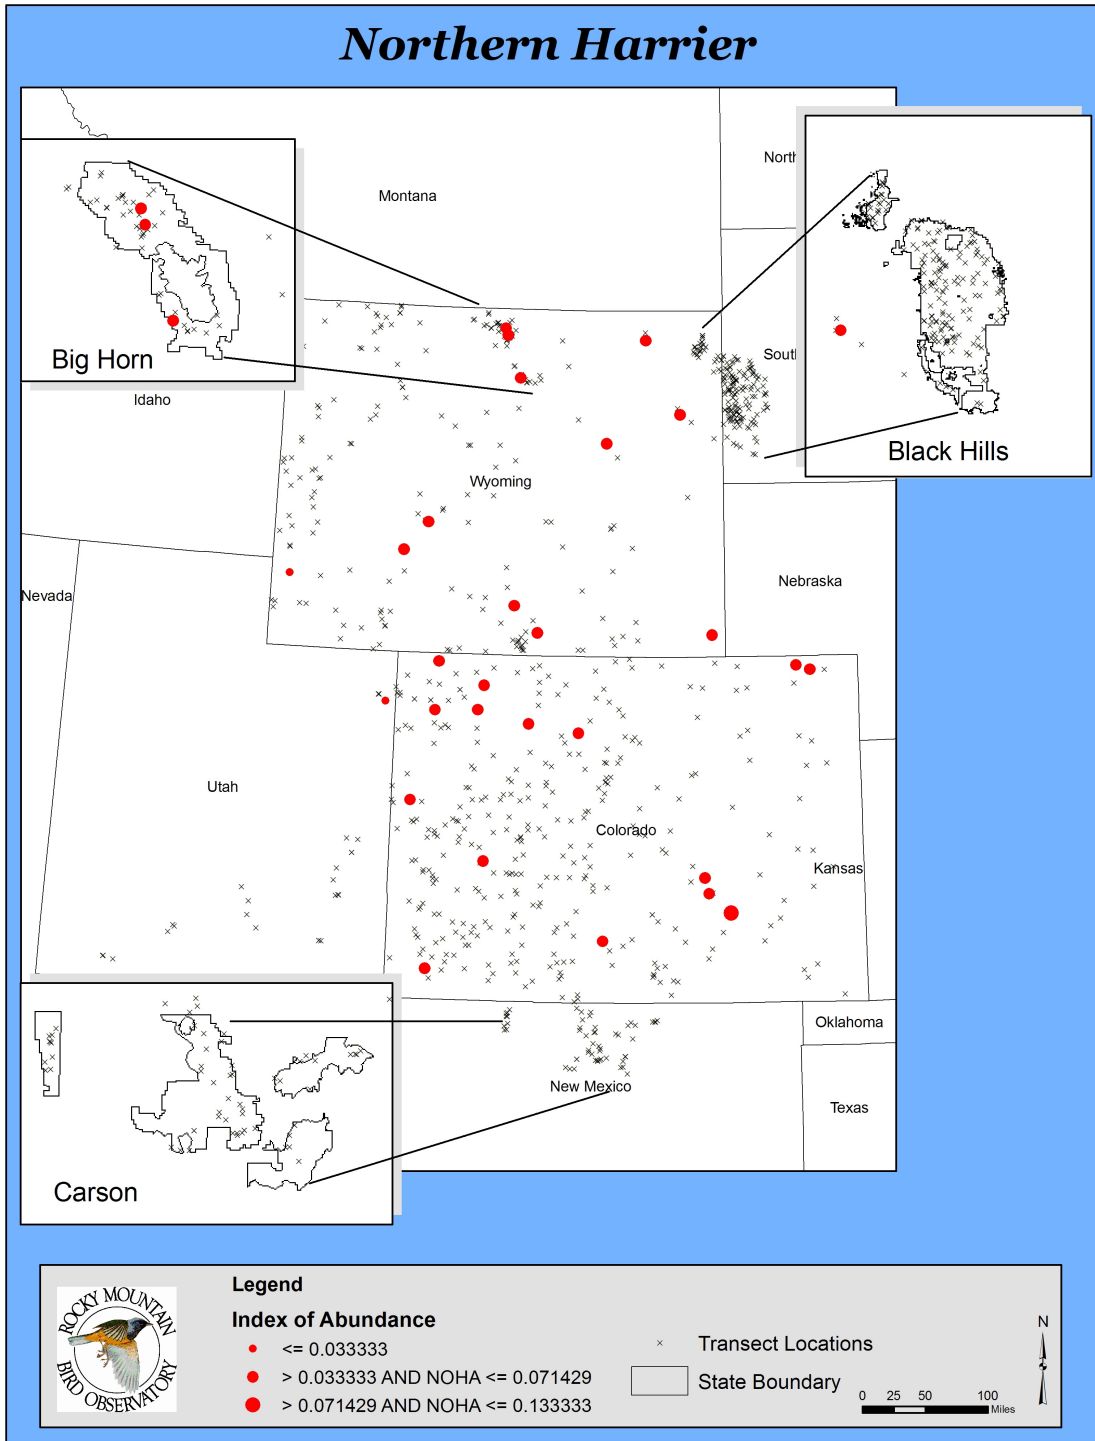 Northern Harrier
North
Montana
South
Big Horn
Idaho
Black Hills
Wyoming
Nebraska
Nevada
Utah
Colorado
Kansas
Oklahoma
New Mexico
Texas
Carson
Legend
Index of Abundance
<= 0.033333
> 0.033333 AND NOHA <= 0.071429
> 0.071429 AND NOHA <= 0.133333
Transect Locations
State Boundary
N
0 25 50 100
Miles
ROCKY MOUNTAIN
BIRD OBSERVATORY